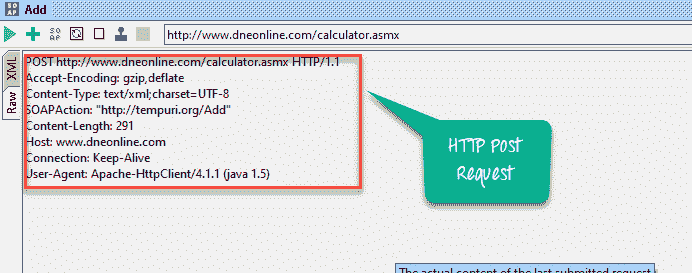 SOAP
Add
SOAP
http://www.dneonline.com/calculator.asmx
XML
Raw
POST http://www.dneonline.com/calculator.asmx HTTP/1.1
Accept-Encoding: gzip,deflate
Content-Type: text/xml;charset=UTF-8
SOAPAction: "http://tempuri.org/Add"
Content-Length: 291
Host: www.dneonline.com
Connection: Keep-Alive
User-Agent: Apache-HttpClient/4.1.1 (java 1.5)
HTTP Post
Request
The actual content of the last submitted request